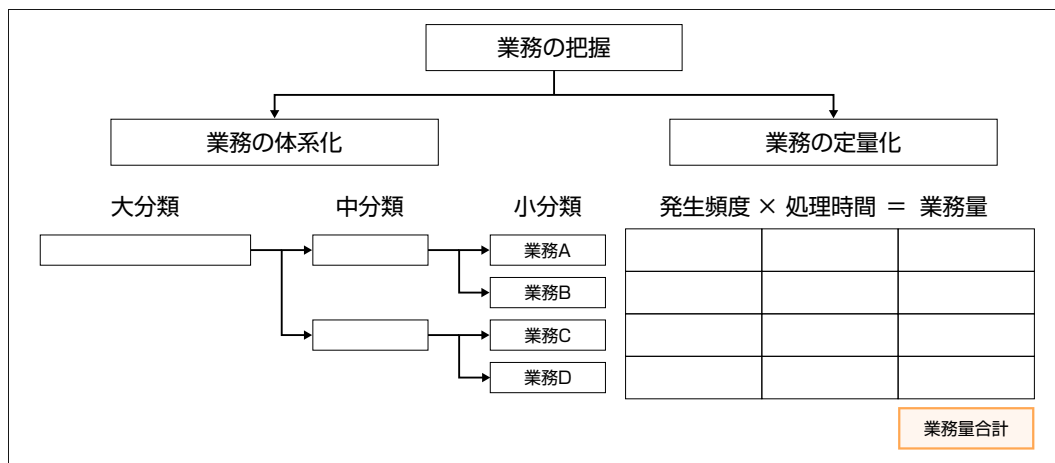 業務の把握
業務の体系化
業務の定量化
大分類
中分類
小分類
発生頻度 × 処理時間 = 業務量
業務A
業務B
業務C
業務D
業務量合計